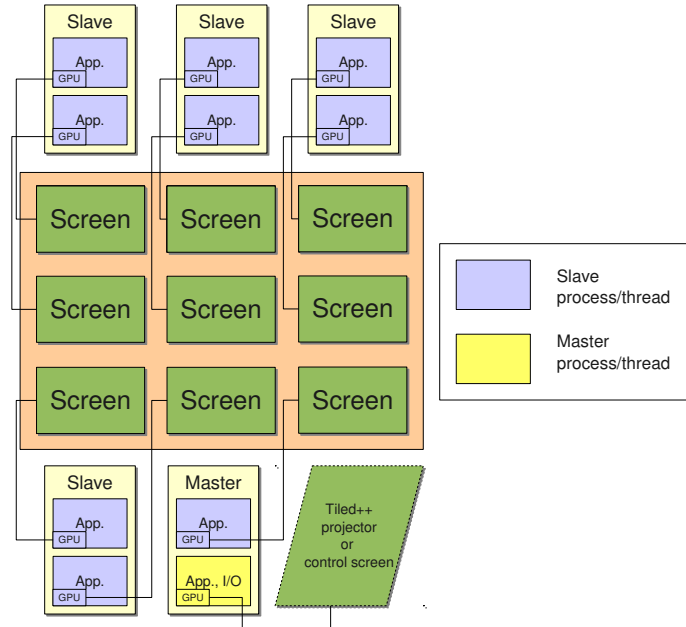 Slave
Slave
Slave
App.
App.
App.
GPU
GPU
GPU
App.
App.
App.
GPU
GPU
GPU
Screen
Screen
Screen
Screen
Screen
Screen
Screen
Screen
Screen
Slave
process/thread
Master
process/thread
Slave
Master
App.
App.
GPU
GPU
App.
App., I/O
GPU
GPU
Tiled++
projector
or
control screen